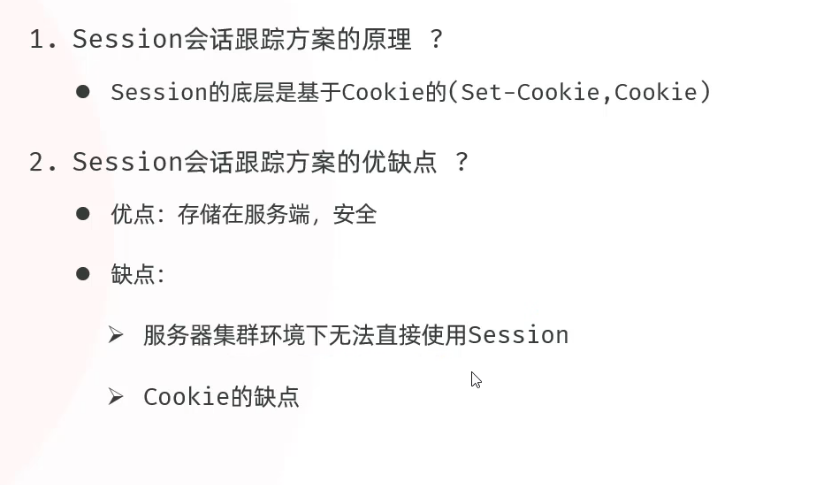 1. Session会话跟踪方案的原理 ？
● Session的底层是基于Cookie的(Set-Cookie,Cookie)
2. Session会话跟踪方案的优缺点 ？
● 优点：存储在服务端，安全
● 缺点：
➢ 服务器集群环境下无法直接使用Session
➢ Cookie的缺点